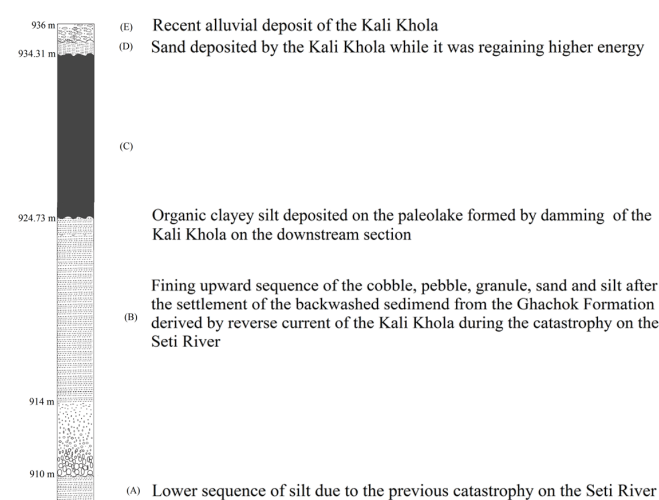 936 m (E) Recent alluvial deposit of the Kali Khola
(D) Sand deposited by the Kali Khola while it was regaining higher energy
934.31 m
(C)
924.73 m Organic clayey silt deposited on the paleolake formed by damming of the
Kali Khola on the downstream section
Fining upward sequence of the cobble, pebble, granule, sand and silt after
the settlement of the backwashed sedimend from the Ghachok Formation
(B) derived by reverse current of the Kali Khola during the catastrophy on the
Seti River
914 m
910 m
(A) Lower sequence of silt due to the previous catastrophy on the Seti River